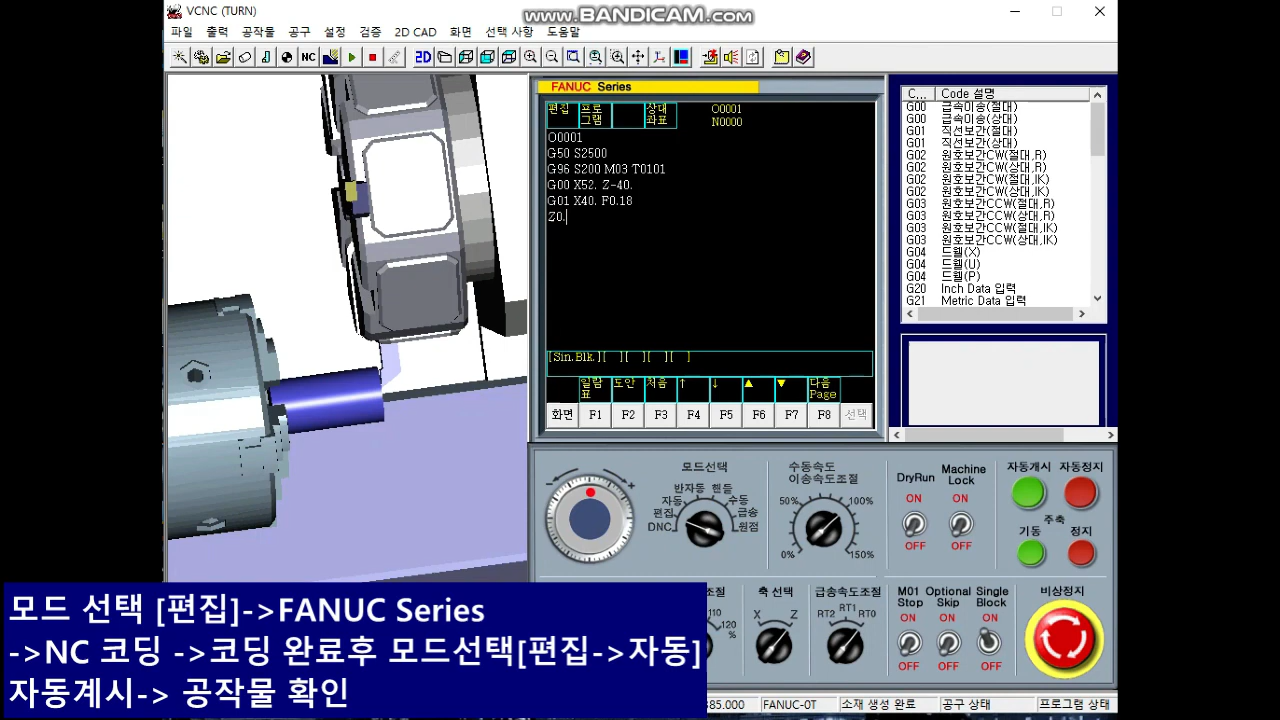 VCNC (TURN)
www.BANDICAM.com
파일 출력 공작물 공구 설정 검증 2D CAD 화면 선택 사항 도움말
NC
2D
FANUC Series
편집 프로그램 상대좌표
O0001
N0000
O0001
G50 S2500
G96 S200 M03 T0101
G00 X52. Z-40.
G01 X40. F0.18
Z0.
[Sin.Blk.][ ][ ][ ][ ]
일람표 도안 처음 ↑ ↓ ▲ ▼ 다음 Page
화면 F1 F2 F3 F4 F5 F6 F7 F8 선택
C... Code 설명
G00 급속이송(절대)
G00 급속이송(상대)
G01 직선보간(절대)
G01 직선보간(상대)
G02 원호보간CW(절대,R)
G02 원호보간CW(상대,R)
G02 원호보간CW(절대,IK)
G02 원호보간CW(상대,IK)
G03 원호보간CCW(절대,R)
G03 원호보간CCW(상대,R)
G03 원호보간CCW(절대,IK)
G03 원호보간CCW(상대,IK)
G04 드웰(X)
G04 드웰(U)
G04 드웰(P)
G20 Inch Data 입력
G21 Metric Data 입력
- +
모드선택
반자동 핸들
자동 수동
편집 급송
DNC 원점
수동속도
이송속도조절
50% 100%
0% 150%
DryRun
Machine
Lock
ON ON
OFF OFF
자동개시 자동정지
주축
기동 정지
조절
110
120
%
축 선택
X Z
급송속도조절
RT2 RT1 RT0
M01
Stop
Optional
Skip
Single
Block
ON ON ON
OFF OFF OFF
비상정지
모드 선택 [편집]->FANUC Series
->NC 코딩 ->코딩 완료후 모드선택[편집->자동]
자동계시-> 공작물 확인
385.000 FANUC-0T 소재 생성 완료 공구 상태 프로그램 상태